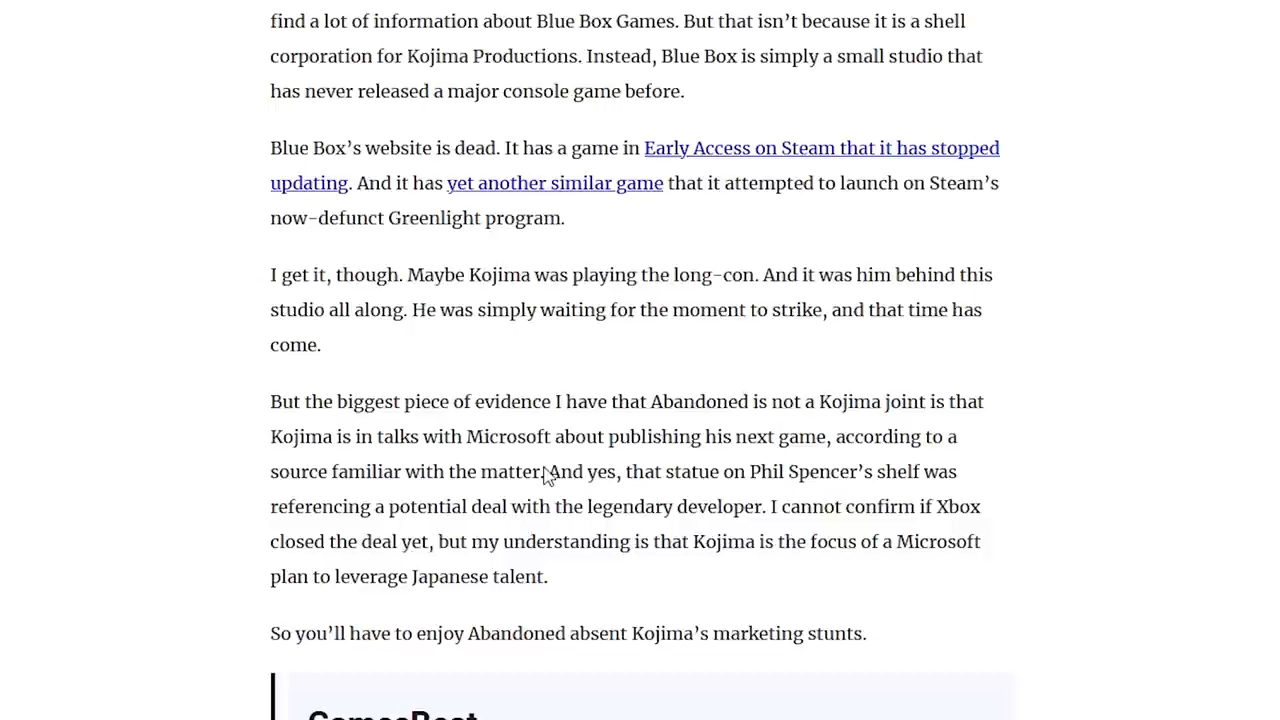 find a lot of information about Blue Box Games. But that isn’t because it is a shell
corporation for Kojima Productions. Instead, Blue Box is simply a small studio that
has never released a major console game before.
Blue Box’s website is dead. It has a game in Early Access on Steam that it has stopped
updating. And it has yet another similar game that it attempted to launch on Steam’s
now-defunct Greenlight program.
I get it, though. Maybe Kojima was playing the long-con. And it was him behind this
studio all along. He was simply waiting for the moment to strike, and that time has
come.
But the biggest piece of evidence I have that Abandoned is not a Kojima joint is that
Kojima is in talks with Microsoft about publishing his next game, according to a
source familiar with the matter. And yes, that statue on Phil Spencer’s shelf was
referencing a potential deal with the legendary developer. I cannot confirm if Xbox
closed the deal yet, but my understanding is that Kojima is the focus of a Microsoft
plan to leverage Japanese talent.
So you’ll have to enjoy Abandoned absent Kojima’s marketing stunts.
GamesBeat